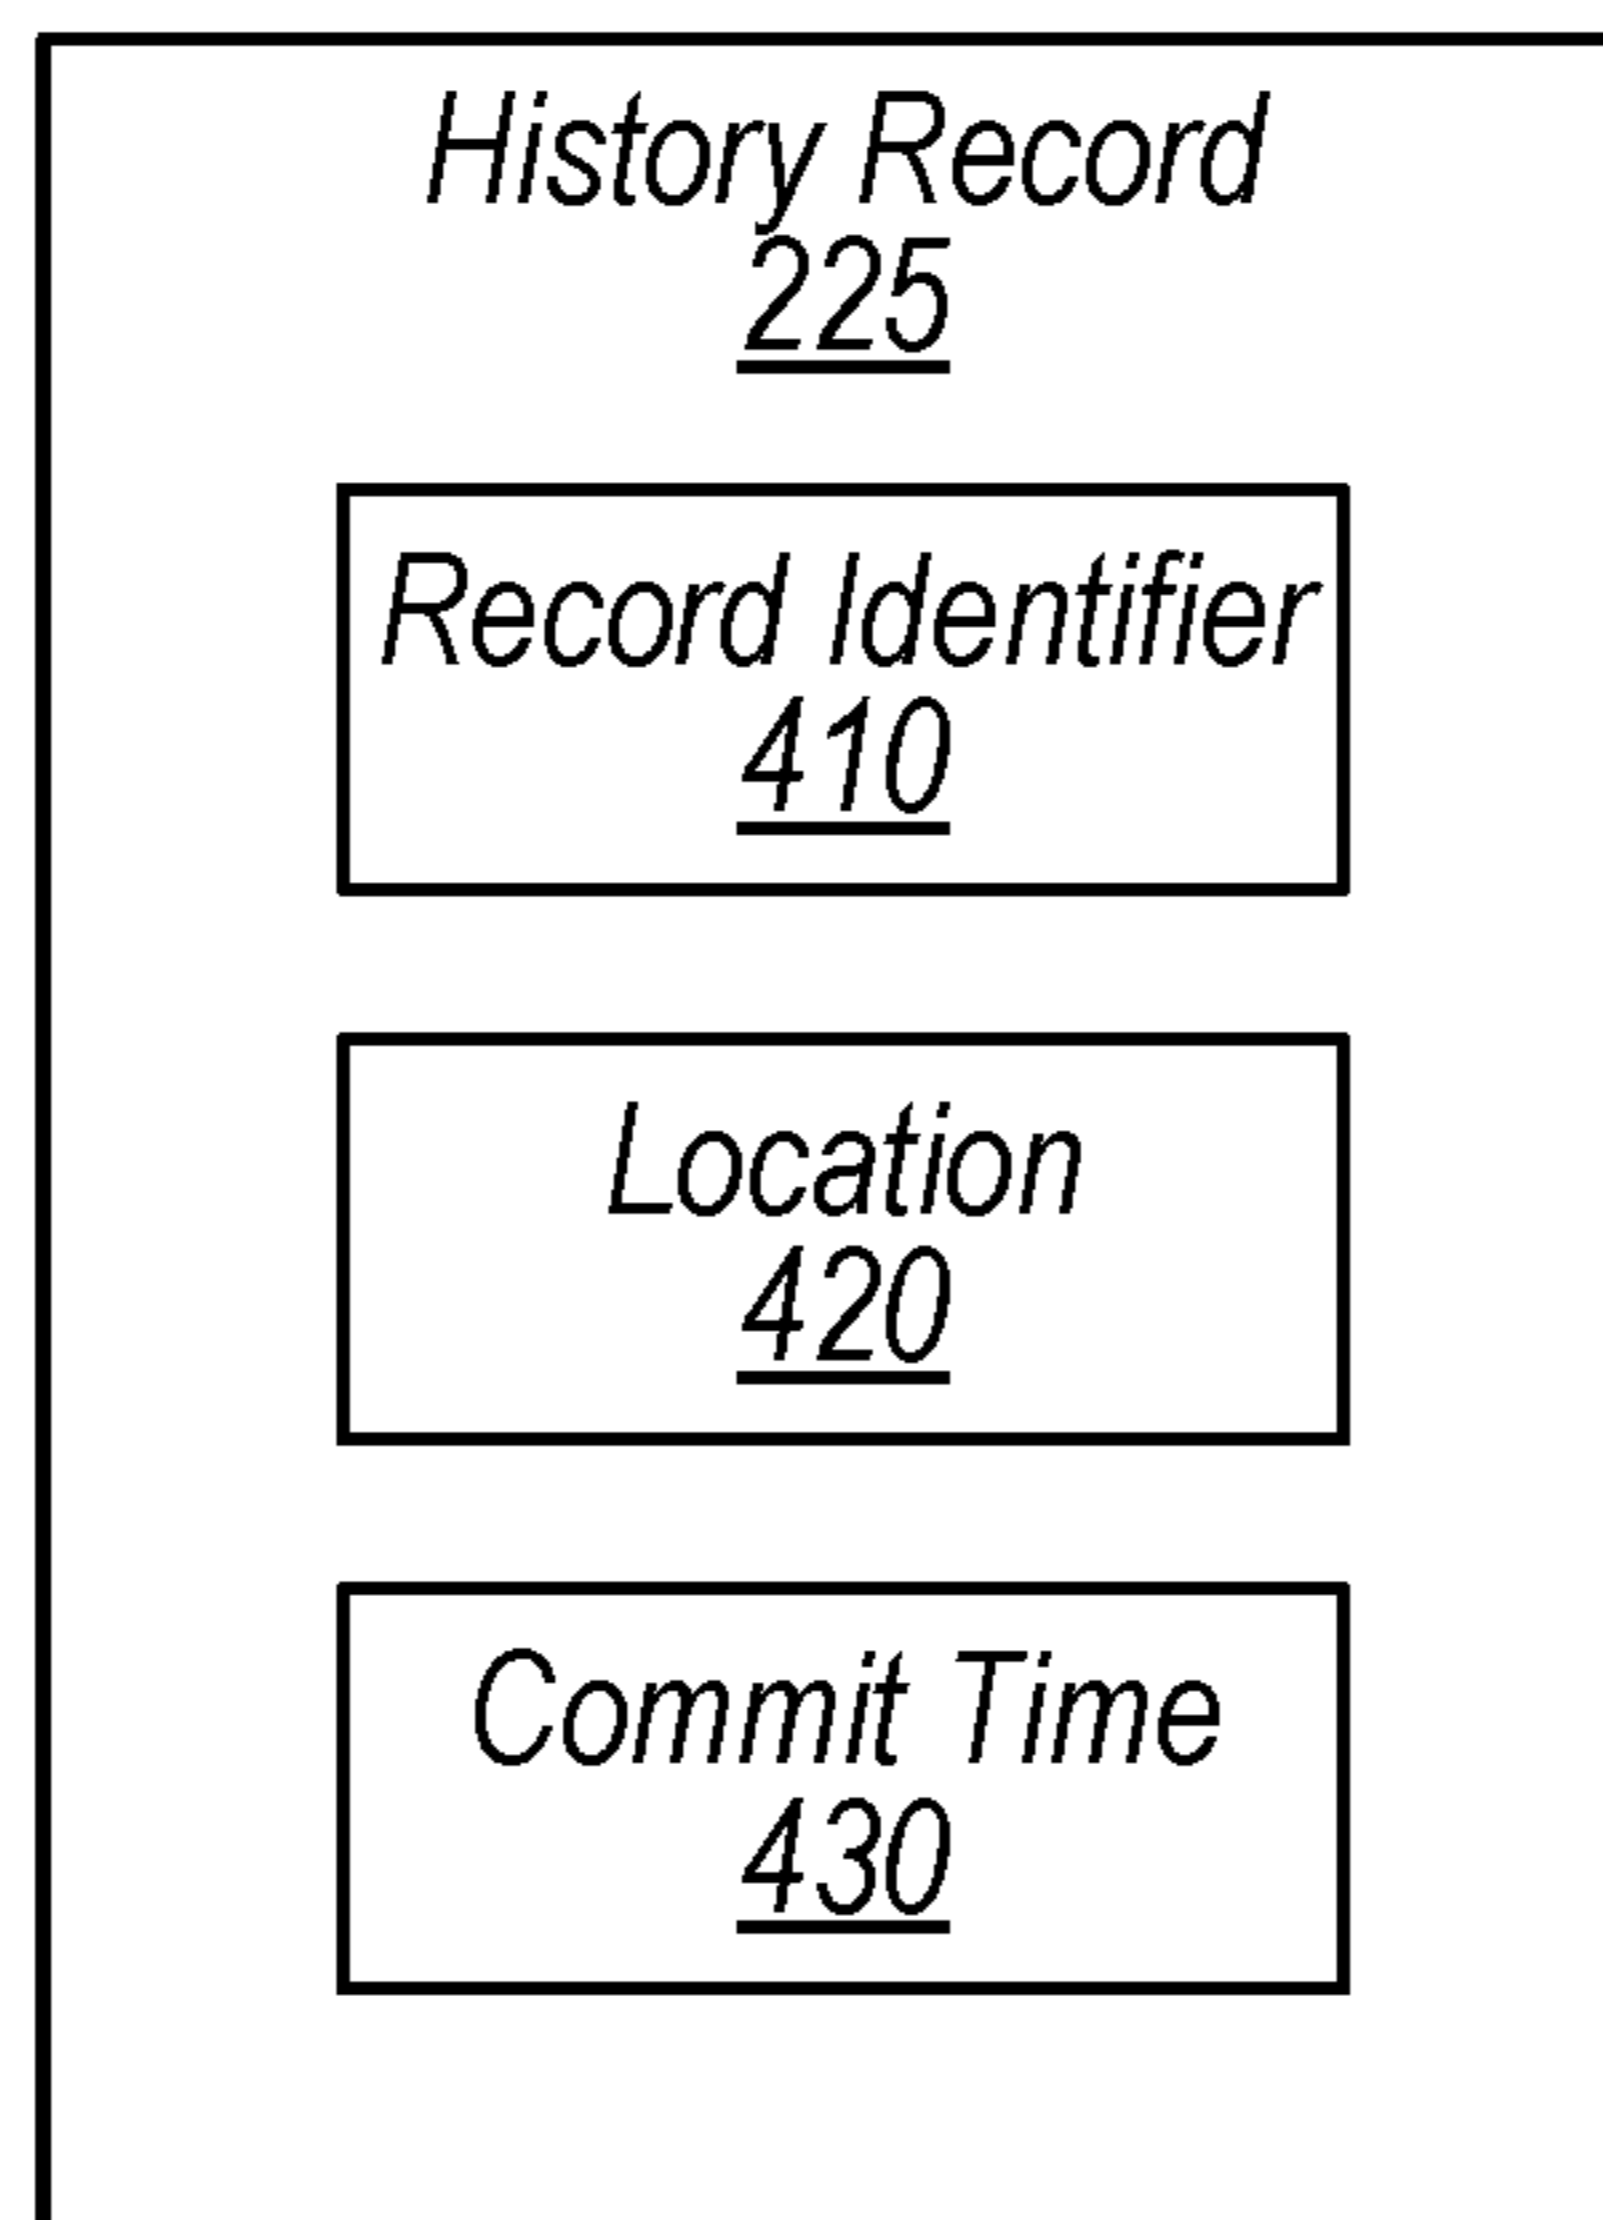 History Record
225
Record Identifier
410
Location
420
Commit Time
430